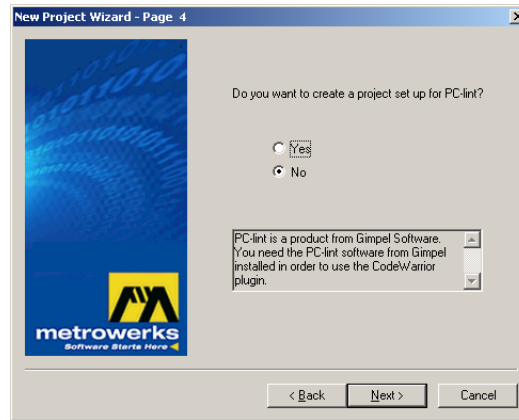 New Project Wizard - Page 4
Do you want to create a project set up for PC-lint?
Yes
No
PC-lint is a product from Gimpel Software.
You need the PC-lint software from Gimpel
installed in order to use the CodeWarrior
plugin.
metrowerks
Software Starts Here
< Back
Next >
Cancel